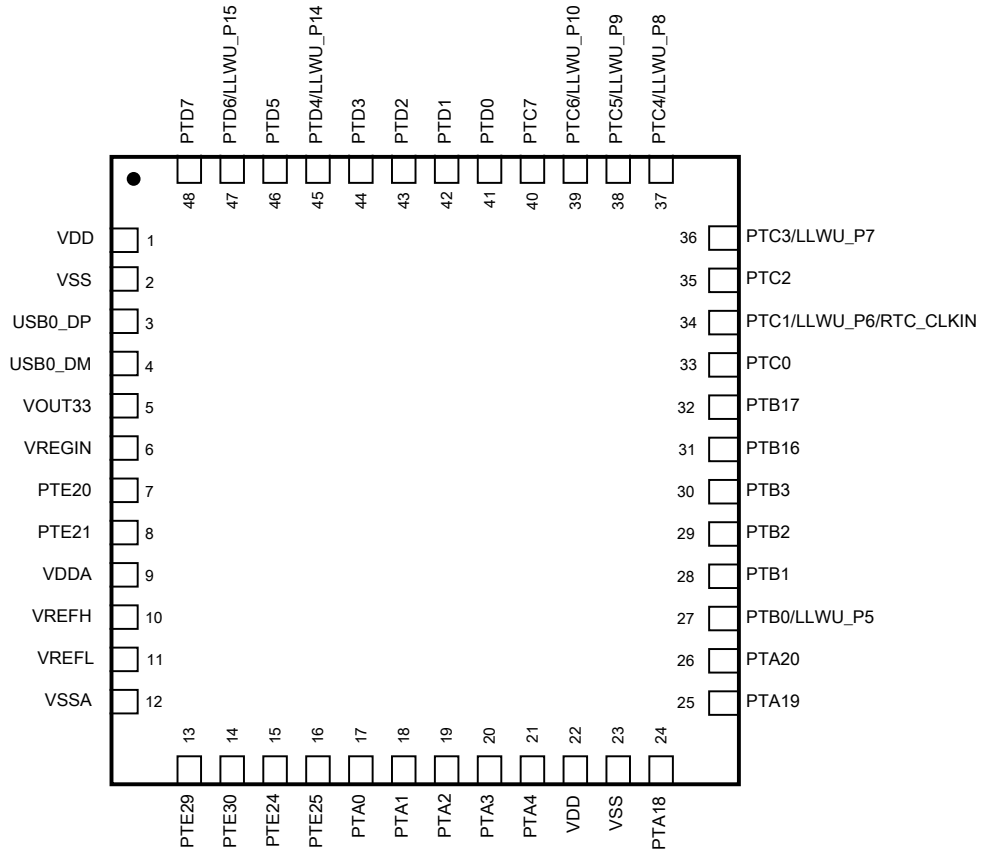 PTD7
PTD6/LLWU_P15
PTD5
PTD4/LLWU_P14
PTD3
PTD2
PTD1
PTD0
PTC7
PTC6/LLWU_P10
PTC5/LLWU_P9
PTC4/LLWU_P8
48
47
46
45
44
43
42
41
40
39
38
37
VDD 1
VSS 2
USB0_DP 3
USB0_DM 4
VOUT33 5
VREGIN 6
PTE20 7
PTE21 8
VDDA 9
VREFH 10
VREFL 11
VSSA 12
36 PTC3/LLWU_P7
35 PTC2
34 PTC1/LLWU_P6/RTC_CLKIN
33 PTC0
32 PTB17
31 PTB16
30 PTB3
29 PTB2
28 PTB1
27 PTB0/LLWU_P5
26 PTA20
25 PTA19
13
14
15
16
17
18
19
20
21
22
23
24
PTE29
PTE30
PTE24
PTE25
PTA0
PTA1
PTA2
PTA3
PTA4
VDD
VSS
PTA18